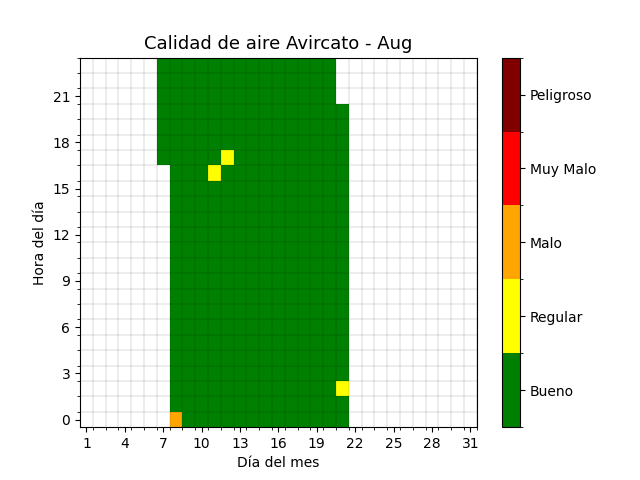 Calidad de aire Avircato - Aug
Hora del día
21
18
15
12
9
6
3
0
1 4 7 10 13 16 19 22 25 28 31
Día del mes
Peligroso
Muy Malo
Malo
Regular
Bueno